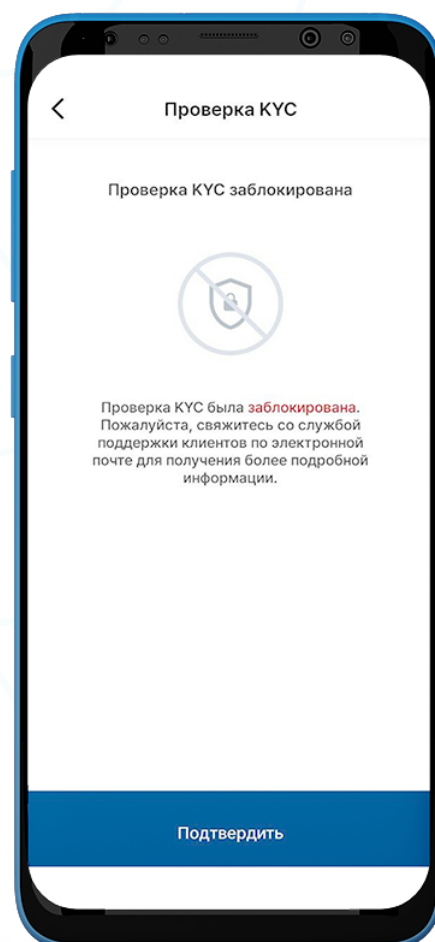 Проверка KYC
Проверка KYC заблокирована
Проверка KYC была заблокирована.
Пожалуйста, свяжитесь со службой
поддержки клиентов по электронной
почте для получения более подробной
информации.
Подтвердить